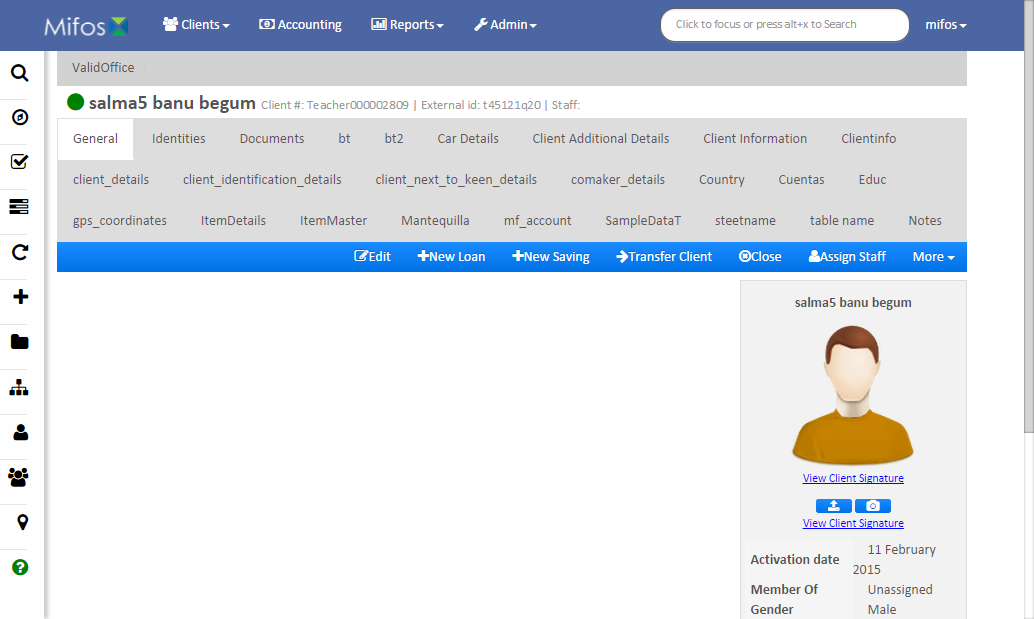 Mifos Clients Accounting Reports Admin Click to focus or press alt+x to Search mifos
ValidOffice /
salma5 banu begum Client #: Teacher000002809 | External id: t45121q20 | Staff:
General Identities Documents bt bt2 Car Details Client Additional Details Client Information Clientinfo
client_details client_identification_details client_next_to_keen_details comaker_details Country Cuentas Educ
gps_coordinates ItemDetails ItemMaster Mantequilla mf_account SampleDataT steetname table name Notes
Edit New Loan New Saving Transfer Client Close Assign Staff More
salma5 banu begum
View Client Signature
View Client Signature
Activation date 11 February 2015
Member Of Unassigned
Gender Male